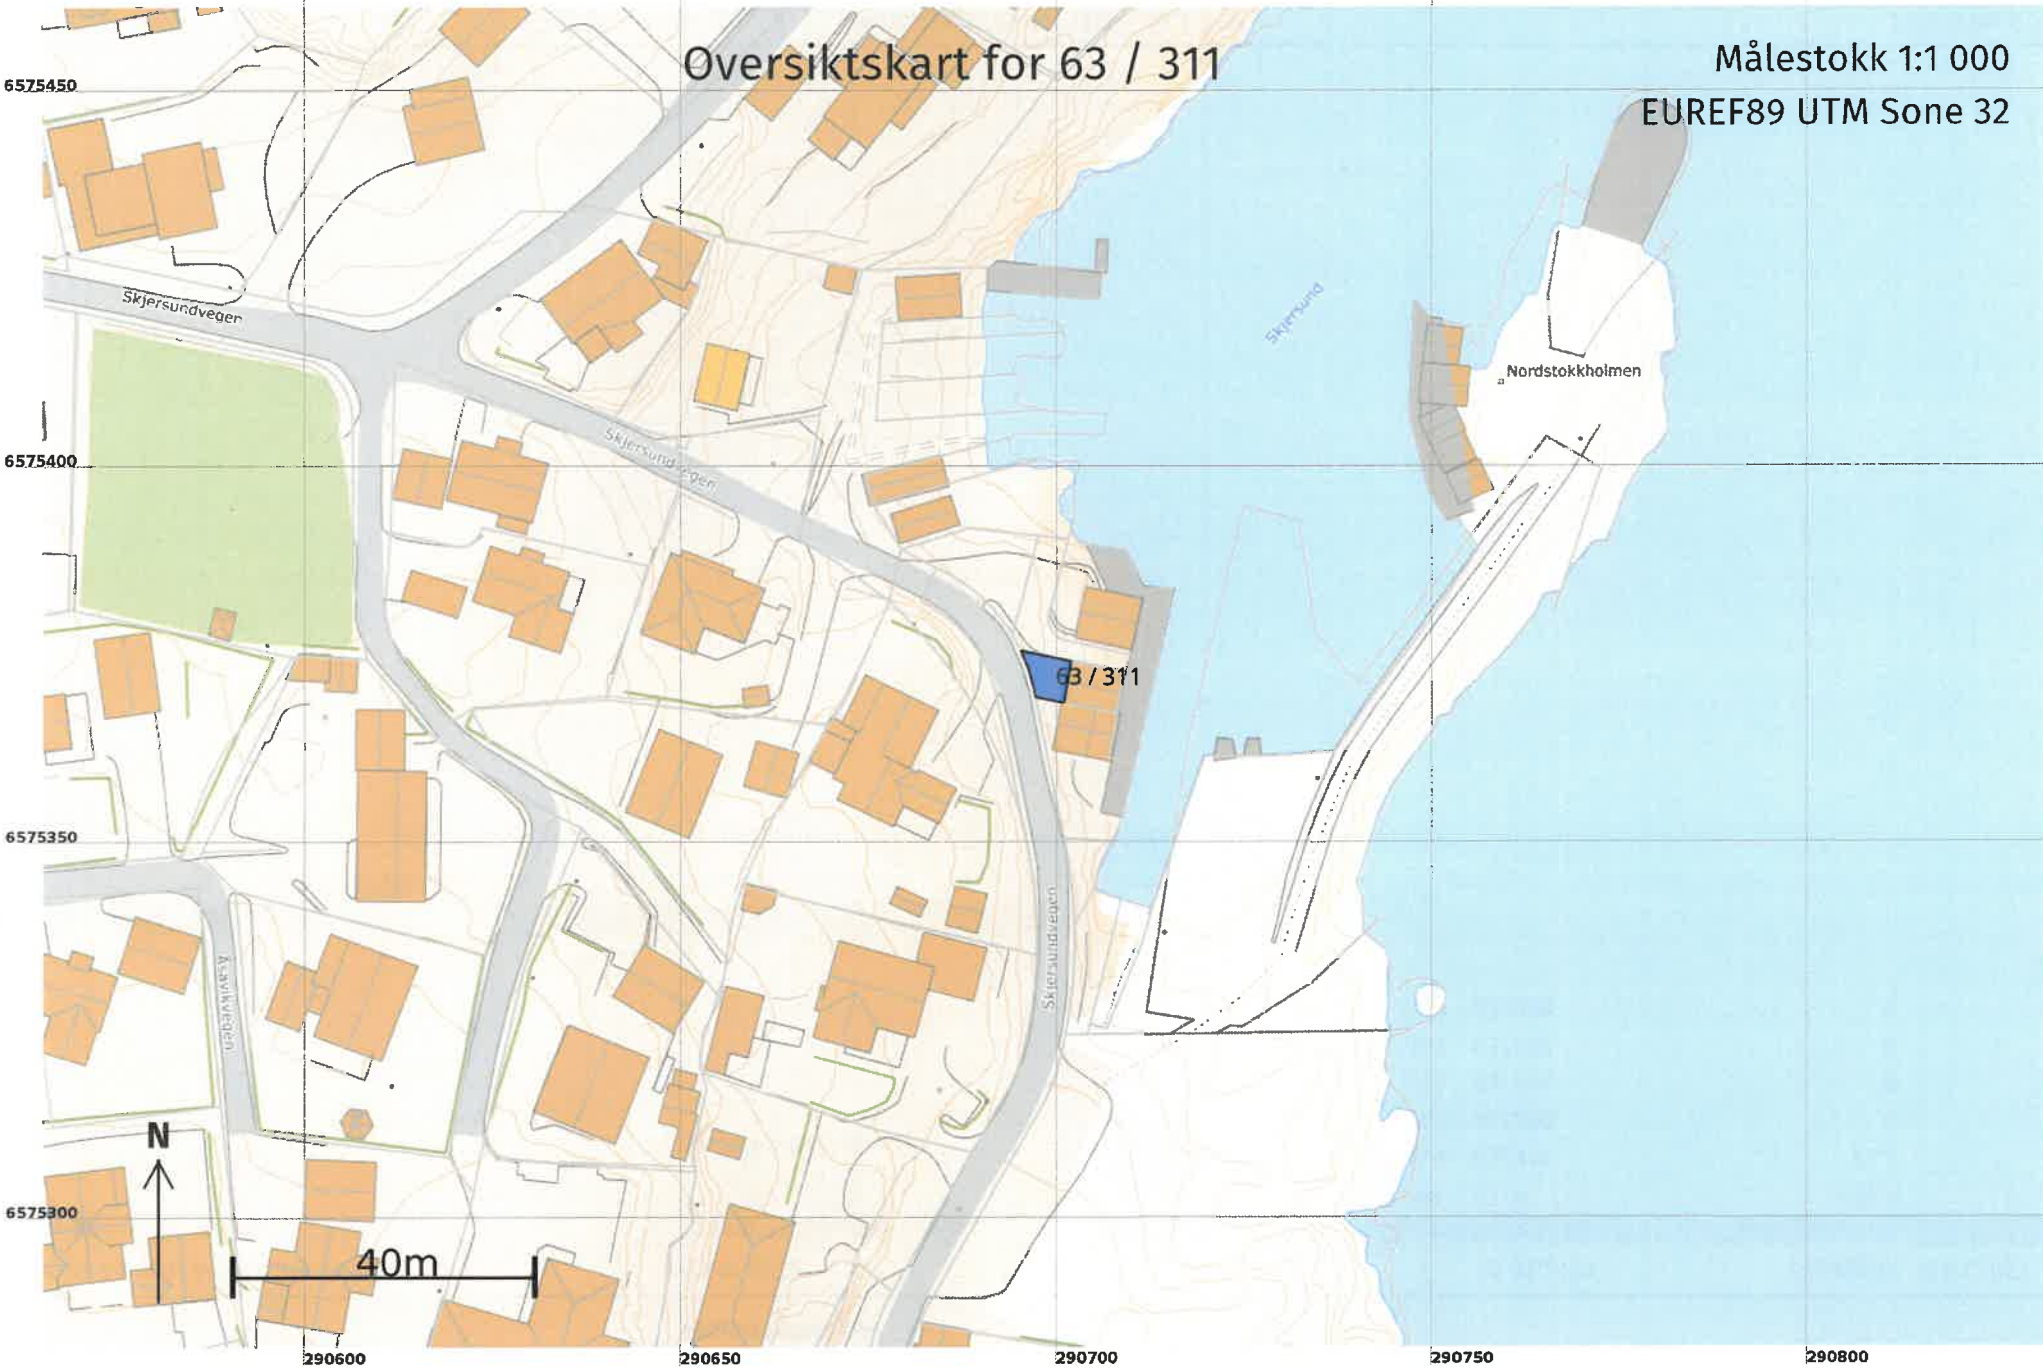 Oversiktskart for 63 / 311
Målestokk 1:1 000
EUREF89 UTM Sone 32
6575450
Skjersundvegen
Skjersund
Nordstokkholmen
6575400
Skjersundvegen
63 / 311
6575350
Skjersundvegen
Åsavikvegen
N
6575300
40m
290600
290650
290700
290750
290800